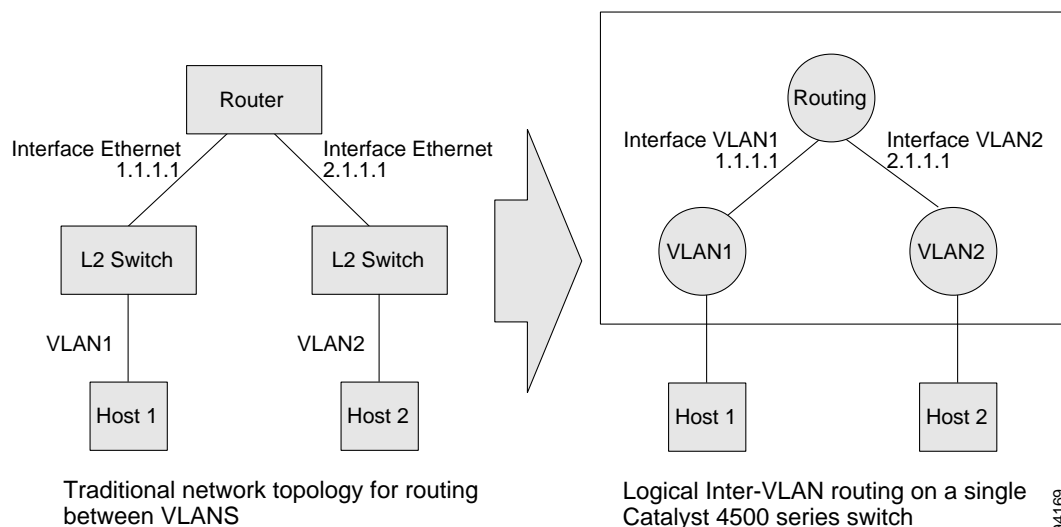 Router
Interface Ethernet
1.1.1.1
Interface Ethernet
2.1.1.1
L2 Switch
L2 Switch
VLAN1
VLAN2
Host 1
Host 2
Traditional network topology for routing
between VLANS
Routing
Interface VLAN1
1.1.1.1
Interface VLAN2
2.1.1.1
VLAN1
VLAN2
Host 1
Host 2
Logical Inter-VLAN routing on a single
Catalyst 4500 series switch